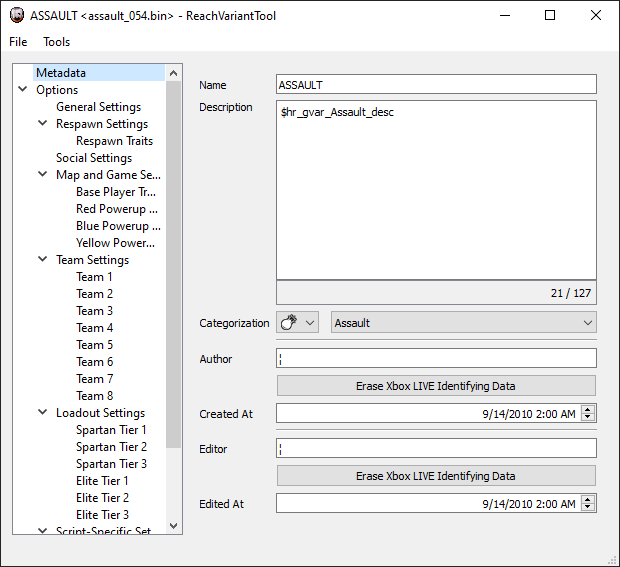 ASSAULT <assault_054.bin> - ReachVariantTool
File Tools
Metadata
Options
General Settings
Respawn Settings
Respawn Traits
Social Settings
Map and Game Se...
Base Player Tr...
Red Powerup ...
Blue Powerup ...
Yellow Power...
Team Settings
Team 1
Team 2
Team 3
Team 4
Team 5
Team 6
Team 7
Team 8
Loadout Settings
Spartan Tier 1
Spartan Tier 2
Spartan Tier 3
Elite Tier 1
Elite Tier 2
Elite Tier 3
Script-Specific Set
Name ASSAULT
Description $hr_gvar_Assault_desc
21 / 127
Categorization Assault
Author ¦
Erase Xbox LIVE Identifying Data
Created At 9/14/2010 2:00 AM
Editor ¦
Erase Xbox LIVE Identifying Data
Edited At 9/14/2010 2:00 AM